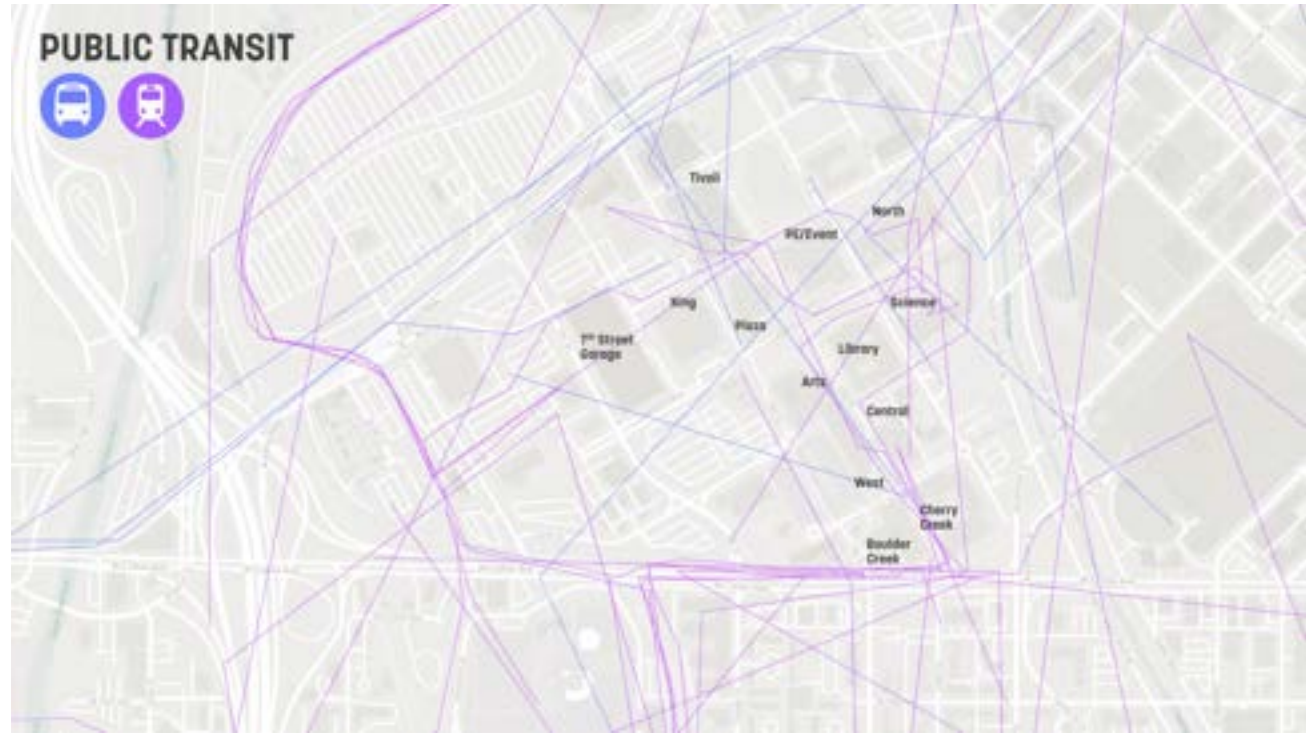 PUBLIC TRANSIT
Tivoli
North
PE/Event
King
Science
Plaza
1ST Street
Garage
Library
Arts
Central
West
Cherry
Creek
Boulder
Creek